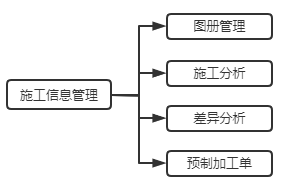 施工信息管理
图册管理
施工分析
差异分析
预制加工单